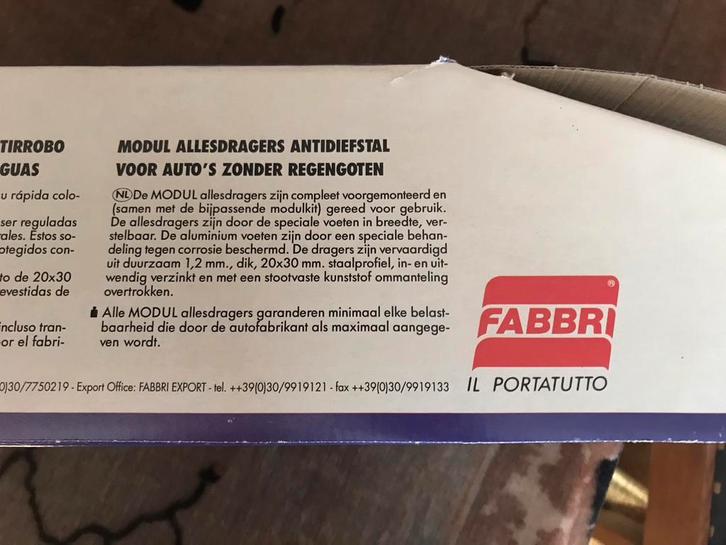 TIRROBO
GUAS
u rápida colo-
ser reguladas
ales. Estos so-
otegidos con-
to de 20x30
evestidas de
incluso tran-
or el fabri-
MODUL ALLESDRAGERS ANTIDIEFSTAL
VOOR AUTO'S ZONDER REGENGOTEN
NL De MODUL allesdragers zijn compleet voorgemonteerd en
(samen met de bijpassende modulkit) gereed voor gebruik.
De allesdragers zijn door de speciale voeten in breedte, ver-
stelbaar. De aluminium voeten zijn door een speciale behan-
deling tegen corrosie beschermd. De dragers zijn vervaardigd
uit duurzaam 1,2 mm., dik, 20x30 mm. staalprofiel, in- en uit-
wendig verzinkt en met een stootvaste kunststof ommanteling
overtrokken.
Alle MODUL allesdragers garanderen minimaal elke belast-
baarheid die door de autofabrikant als maximaal aangege-
ven wordt.
0)30/7750219 - Export Office: FABBRI EXPORT - tel. ++39(0)30/9919121 - fax ++39(0)30/9919133
FABBRI®
IL PORTATUTTO